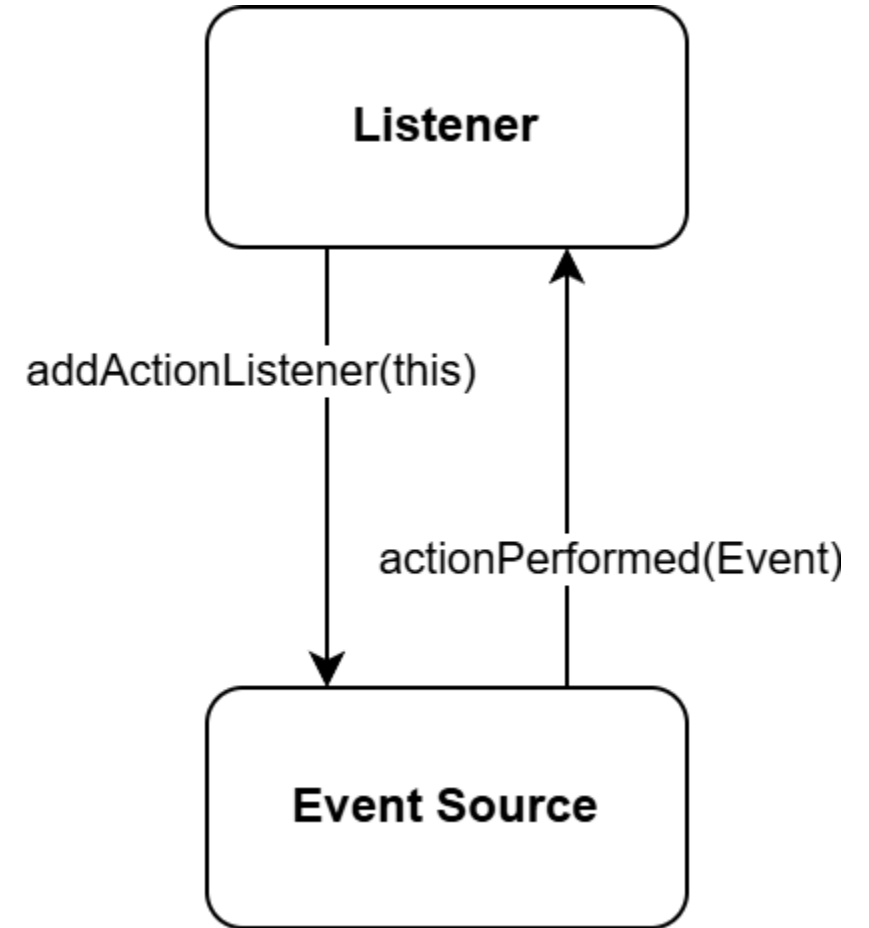 Listener
addActionListener(this)
actionPerformed(Event)
Event Source